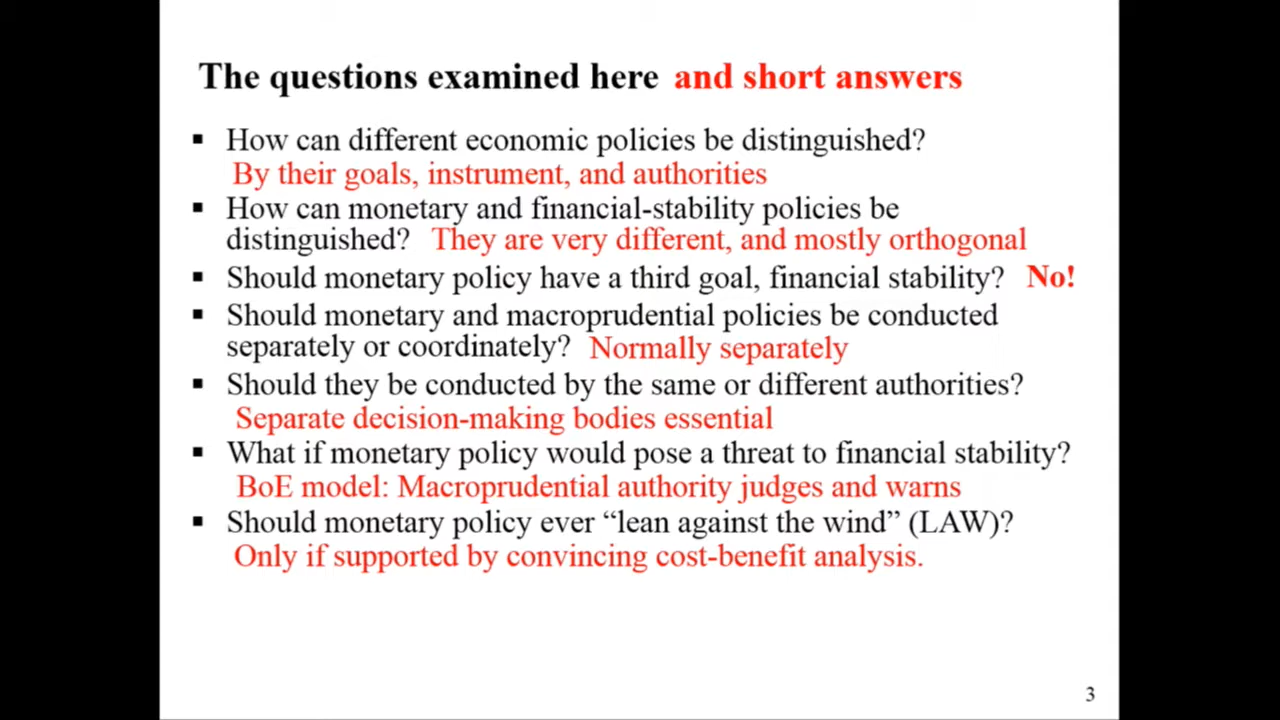 The questions examined here and short answers
▪ How can different economic policies be distinguished?
By their goals, instrument, and authorities
▪ How can monetary and financial-stability policies be
distinguished? They are very different, and mostly orthogonal
▪ Should monetary policy have a third goal, financial stability? No!
▪ Should monetary and macroprudential policies be conducted
separately or coordinately? Normally separately
▪ Should they be conducted by the same or different authorities?
Separate decision-making bodies essential
▪ What if monetary policy would pose a threat to financial stability?
BoE model: Macroprudential authority judges and warns
▪ Should monetary policy ever “lean against the wind” (LAW)?
Only if supported by convincing cost-benefit analysis.
3